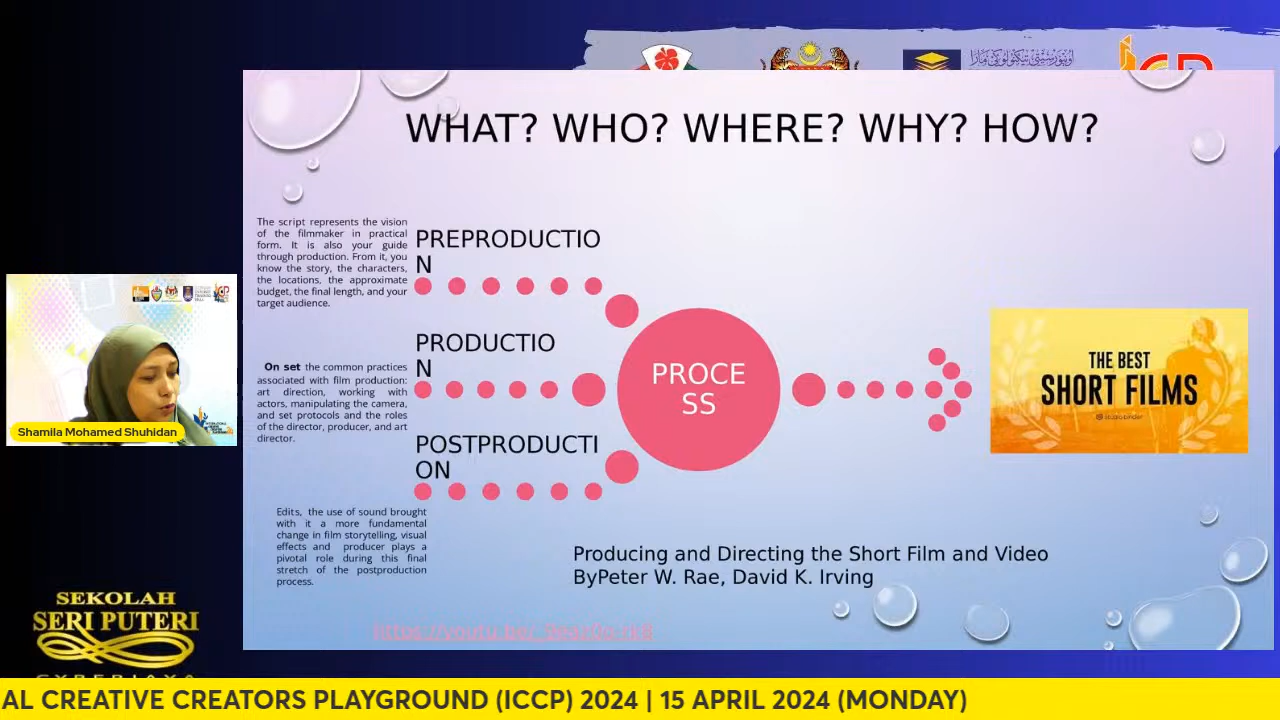 WHAT? WHO? WHERE? WHY? HOW?
The script represents the vision
of the filmmaker in practical
form. It is also your guide
through production. From it, you
know the story, the characters,
the locations, the approximate
budget, the final length, and your
target audience.
PREPRODUCTIO
N
On set the common practices
associated with film production:
art direction, working with
actors, manipulating the camera,
and set protocols and the roles
of the director, producer, and art
director.
PRODUCTIO
N
POSTPRODUCTI
ON
Edits, the use of sound brought
with it a more fundamental
change in film storytelling, visual
effects and producer plays a
pivotal role during this final
stretch of the postproduction
process.
PROCE
SS
THE BEST
SHORT FILMS
Producing and Directing the Short Film and Video
ByPeter W. Rae, David K. Irving
Shamila Mohamed Shuhidan
SEKOLAH
SERI PUTERI
CYBERJAYA
AL CREATIVE CREATORS PLAYGROUND (ICCP) 2024 | 15 APRIL 2024 (MONDAY)